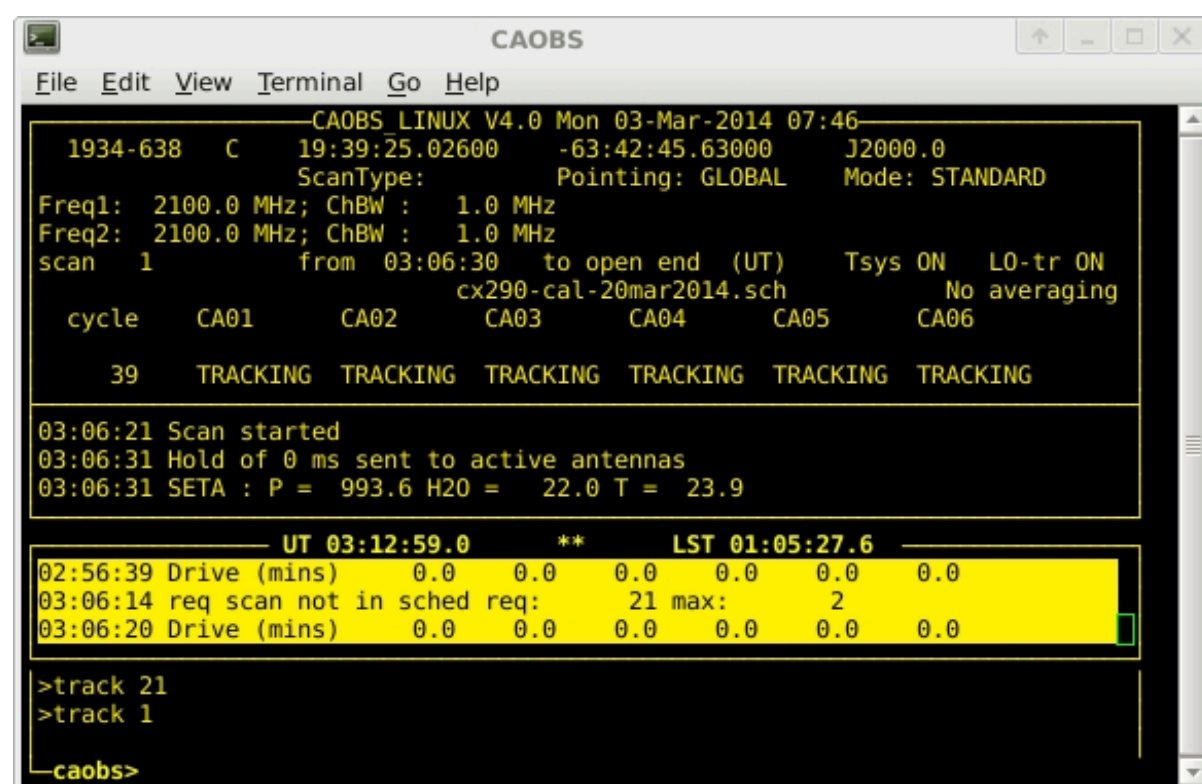 CAOBS
File Edit View Terminal Go Help
CAOBS_LINUX V4.0 Mon 03-Mar-2014 07:46
1934-638 C 19:39:25.02600 -63:42:45.63000 J2000.0
ScanType: Pointing: GLOBAL Mode: STANDARD
Freq1: 2100.0 MHz; ChBW : 1.0 MHz
Freq2: 2100.0 MHz; ChBW : 1.0 MHz
scan 1 from 03:06:30 to open end (UT) Tsys ON LO-tr ON
cx290-cal-20mar2014.sch No averaging
cycle CA01 CA02 CA03 CA04 CA05 CA06
39 TRACKING TRACKING TRACKING TRACKING TRACKING TRACKING
03:06:21 Scan started
03:06:31 Hold of 0 ms sent to active antennas
03:06:31 SETA : P = 993.6 H2O = 22.0 T = 23.9
UT 03:12:59.0 ** LST 01:05:27.6
02:56:39 Drive (mins) 0.0 0.0 0.0 0.0 0.0 0.0
03:06:14 req scan not in sched req: 21 max: 2
03:06:20 Drive (mins) 0.0 0.0 0.0 0.0 0.0 0.0
>track 21
>track 1
caobs>